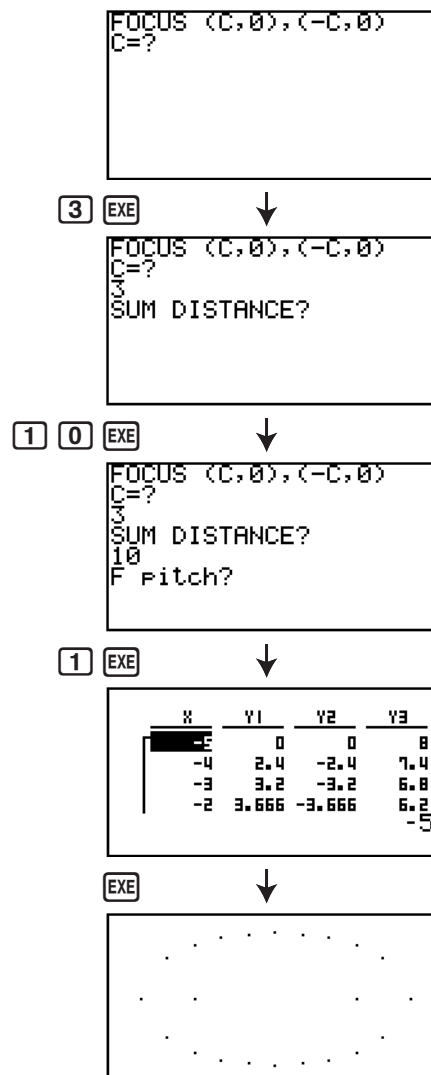 FOCUS (C,0),(-C,0)
C=?
3 EXE
FOCUS (C,0),(-C,0)
C=?
3
SUM DISTANCE?
1 0 EXE
FOCUS (C,0),(-C,0)
C=?
3
SUM DISTANCE?
10
F pitch?
1 EXE
X Y1 Y2 Y3
-5 0 0 8
-4 2.4 -2.4 7.4
-3 3.2 -3.2 6.8
-2 3.666 -3.666 6.2
-5
EXE